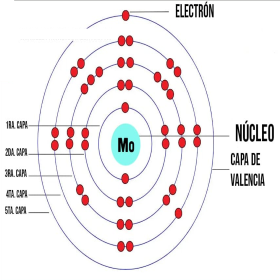 ELECTRÓN
1RA. CAPA
Mo
NÚCLEO
2DA. CAPA
CAPA DE
VALENCIA
3RA. CAPA
4TA. CAPA
5TA. CAPA